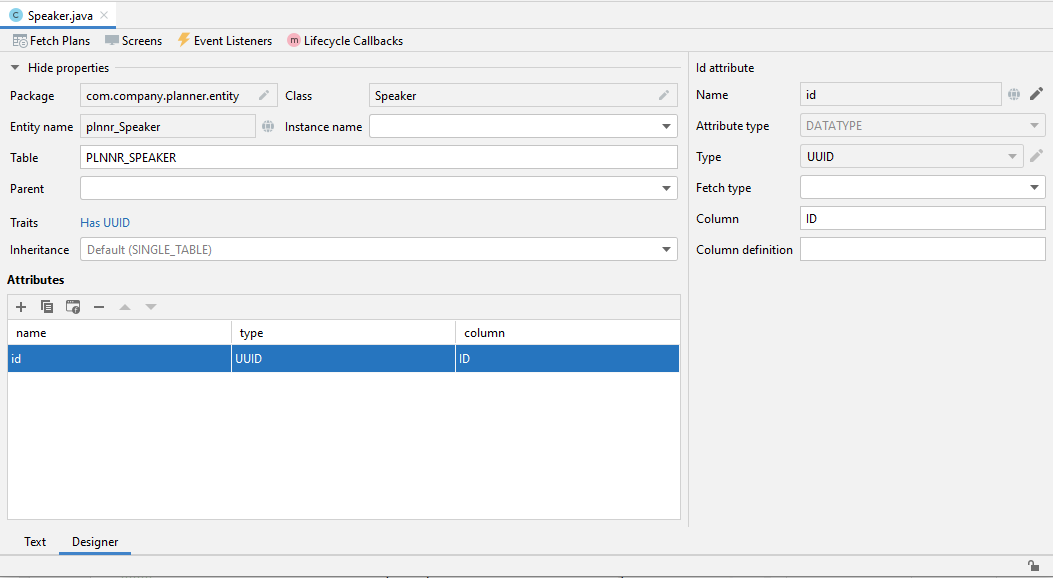 Speaker.java
Fetch Plans Screens Event Listeners Lifecycle Callbacks
Hide properties
Package com.company.planner.entity Class Speaker
Entity name plnnr_Speaker Instance name
Table PLNNR_SPEAKER
Parent
Traits Has UUID
Inheritance Default (SINGLE_TABLE)
Attributes
name type column
id UUID ID
Id attribute
Name id
Attribute type DATATYPE
Type UUID
Fetch type
Column ID
Column definition
Text Designer